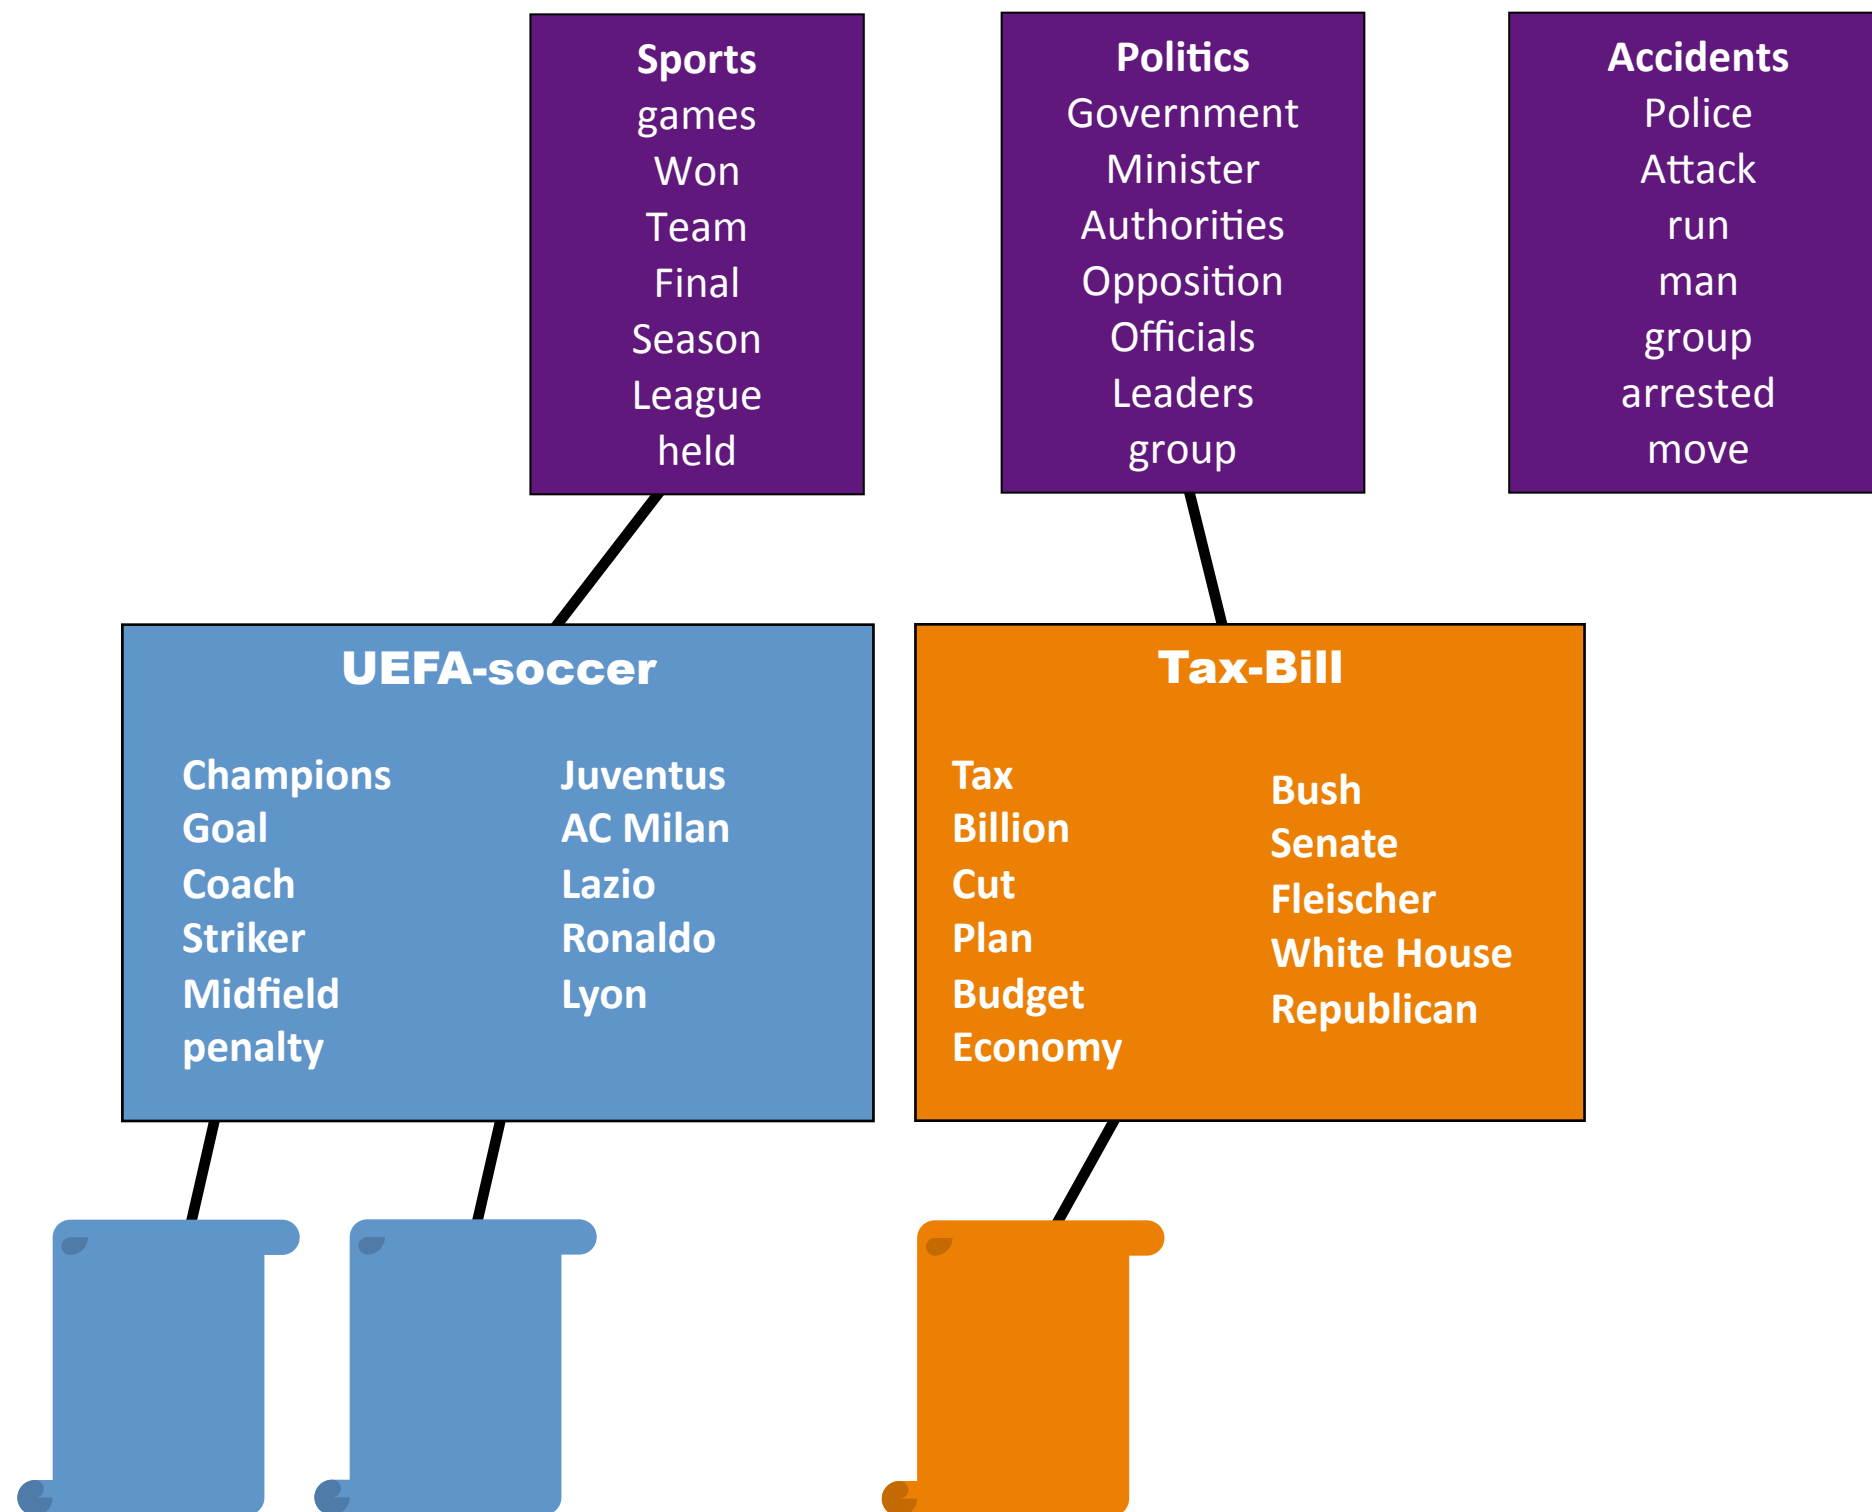 Sports
games
Won
Team
Final
Season
League
held
Politics
Government
Minister
Authorities
Opposition
Officials
Leaders
group
Accidents
Police
Attack
run
man
group
arrested
move
UEFA-soccer
Champions
Goal
Coach
Striker
Midfield
penalty
Juventus
AC Milan
Lazio
Ronaldo
Lyon
Tax-Bill
Tax
Billion
Cut
Plan
Budget
Economy
Bush
Senate
Fleischer
White House
Republican